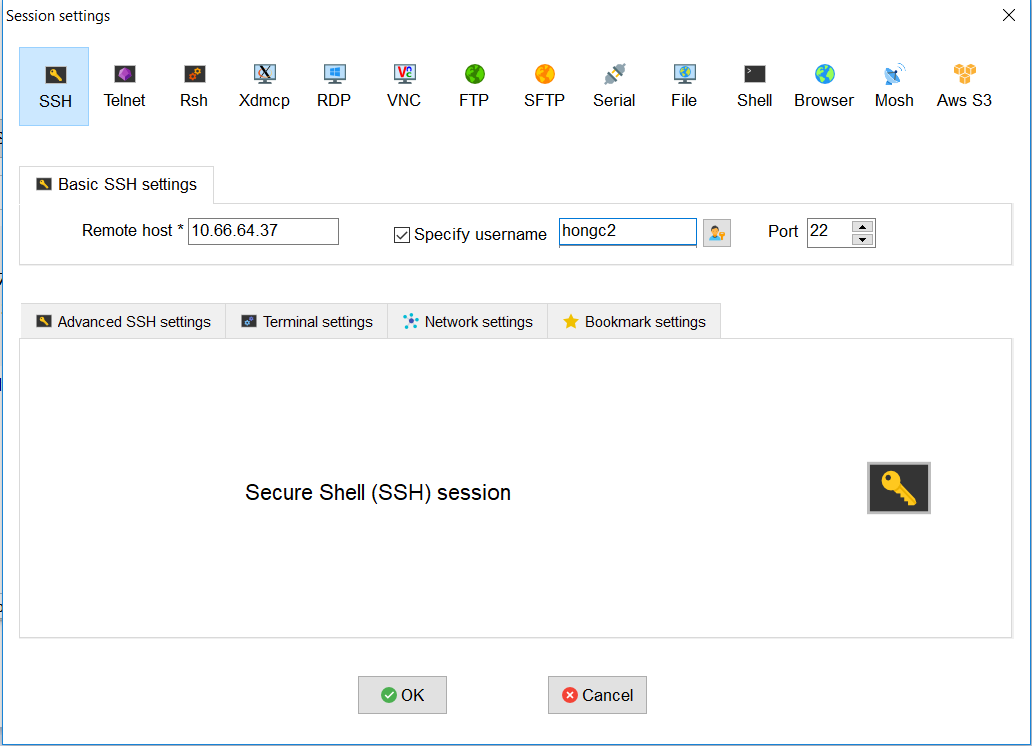 Session settings
SSH Telnet Rsh Xdmcp RDP VNC FTP SFTP Serial File Shell Browser Mosh Aws S3
Basic SSH settings
Remote host * 10.66.64.37 Specify username hongc2 Port 22
Advanced SSH settings Terminal settings Network settings Bookmark settings
Secure Shell (SSH) session
OK Cancel